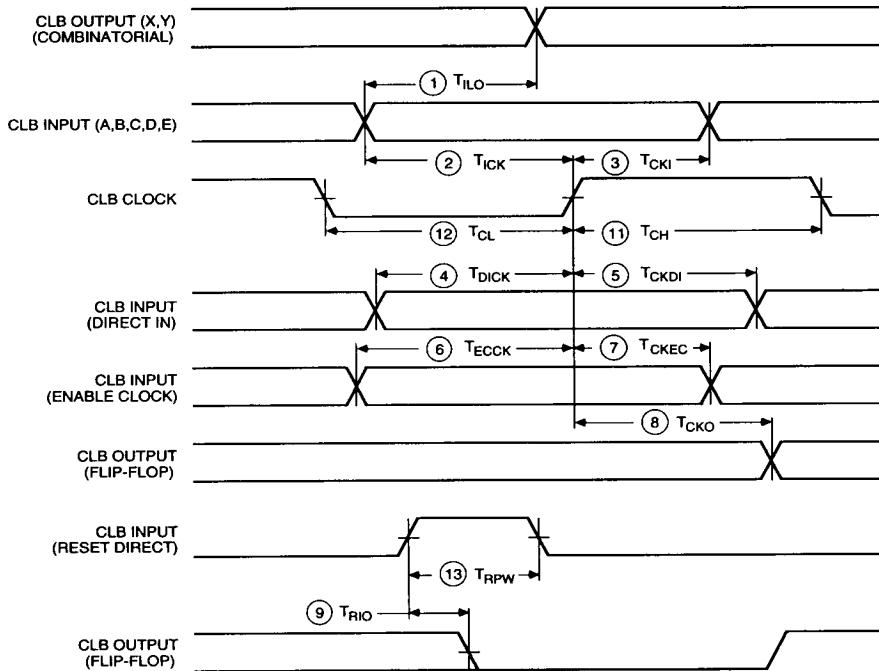 CLB OUTPUT (X,Y)
(COMBINATORIAL)
1 TILO
CLB INPUT (A,B,C,D,E)
2 TICK 3 TCKI
CLB CLOCK
12 TCL 11 TCH
4 TDICK 5 TCKDI
CLB INPUT
(DIRECT IN)
6 TECCK 7 TCKEC
CLB INPUT
(ENABLE CLOCK)
8 TCKO
CLB OUTPUT
(FLIP-FLOP)
CLB INPUT
(RESET DIRECT)
13 TRPW
9 TRIO
CLB OUTPUT
(FLIP-FLOP)